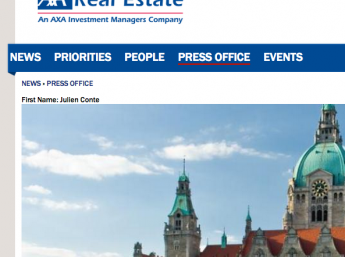 AXA Real Estate
An AXA Investment Managers Company
NEWS PRIORITIES PEOPLE PRESS OFFICE EVENTS
NEWS • PRESS OFFICE
First Name: Julien Conte